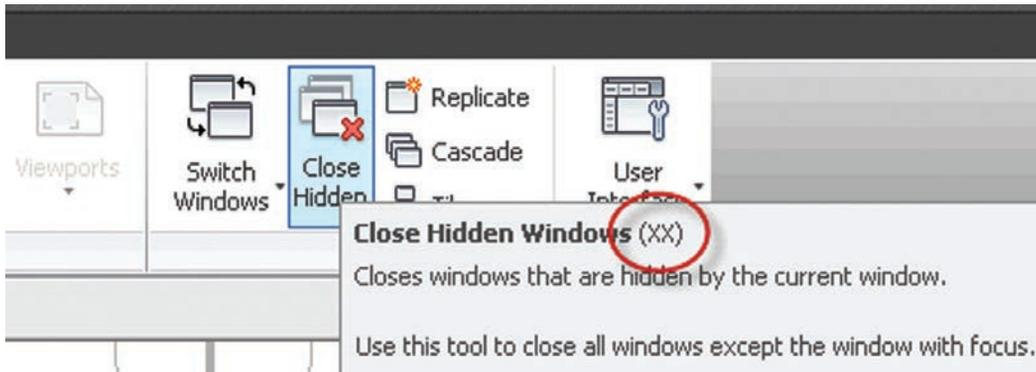 Viewports
Switch
Windows
Close
Hidden
Replicate
Cascade
User
Close Hidden Windows (XX)
Closes windows that are hidden by the current window.
Use this tool to close all windows except the window with focus.